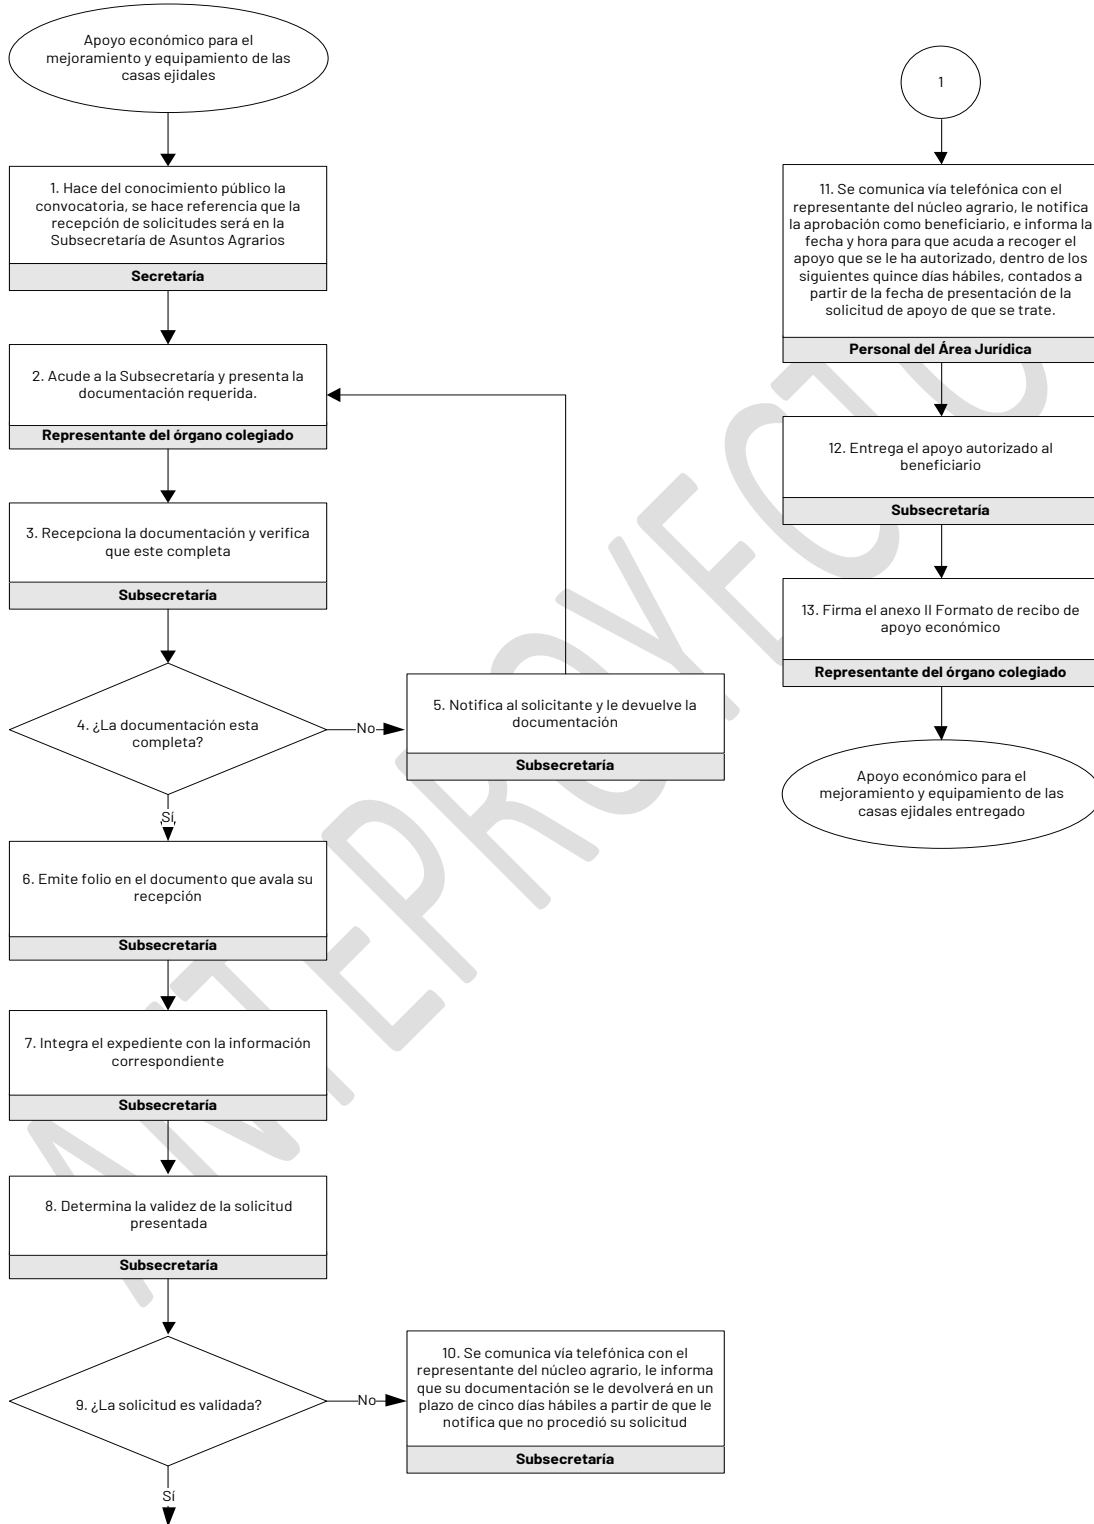 Apoyo económico para el
mejoramiento y equipamiento de las
casas ejidales
1. Hace del conocimiento público la
convocatoria, se hace referencia que la
recepción de solicitudes será en la
Subsecretaría de Asuntos Agrarios
Secretaría
2. Acude a la Subsecretaría y presenta la
documentación requerida.
Representante del órgano colegiado
3. Recepciona la documentación y verifica
que este completa
Subsecretaría
4. ¿La documentación esta
completa?
No
5. Notifica al solicitante y le devuelve la
documentación
Subsecretaría
Sí,
6. Emite folio en el documento que avala su
recepción
Subsecretaría
7. Integra el expediente con la información
correspondiente
Subsecretaría
8. Determina la validez de la solicitud
presentada
Subsecretaría
9. ¿La solicitud es validada?
No
10. Se comunica vía telefónica con el
representante del núcleo agrario, le informa
que su documentación se le devolverá en un
plazo de cinco días hábiles a partir de que le
notifica que no procedió su solicitud
Subsecretaría
Sí
1
11. Se comunica vía telefónica con el
representante del núcleo agrario, le notifica
la aprobación como beneficiario, e informa la
fecha y hora para que acuda a recoger el
apoyo que se le ha autorizado, dentro de los
siguientes quince días hábiles, contados a
partir de la fecha de presentación de la
solicitud de apoyo de que se trate.
Personal del Área Jurídica
12. Entrega el apoyo autorizado al
beneficiario
Subsecretaría
13. Firma el anexo II Formato de recibo de
apoyo económico
Representante del órgano colegiado
Apoyo económico para el
mejoramiento y equipamiento de las
casas ejidales entregado
ANTEPROYECTO